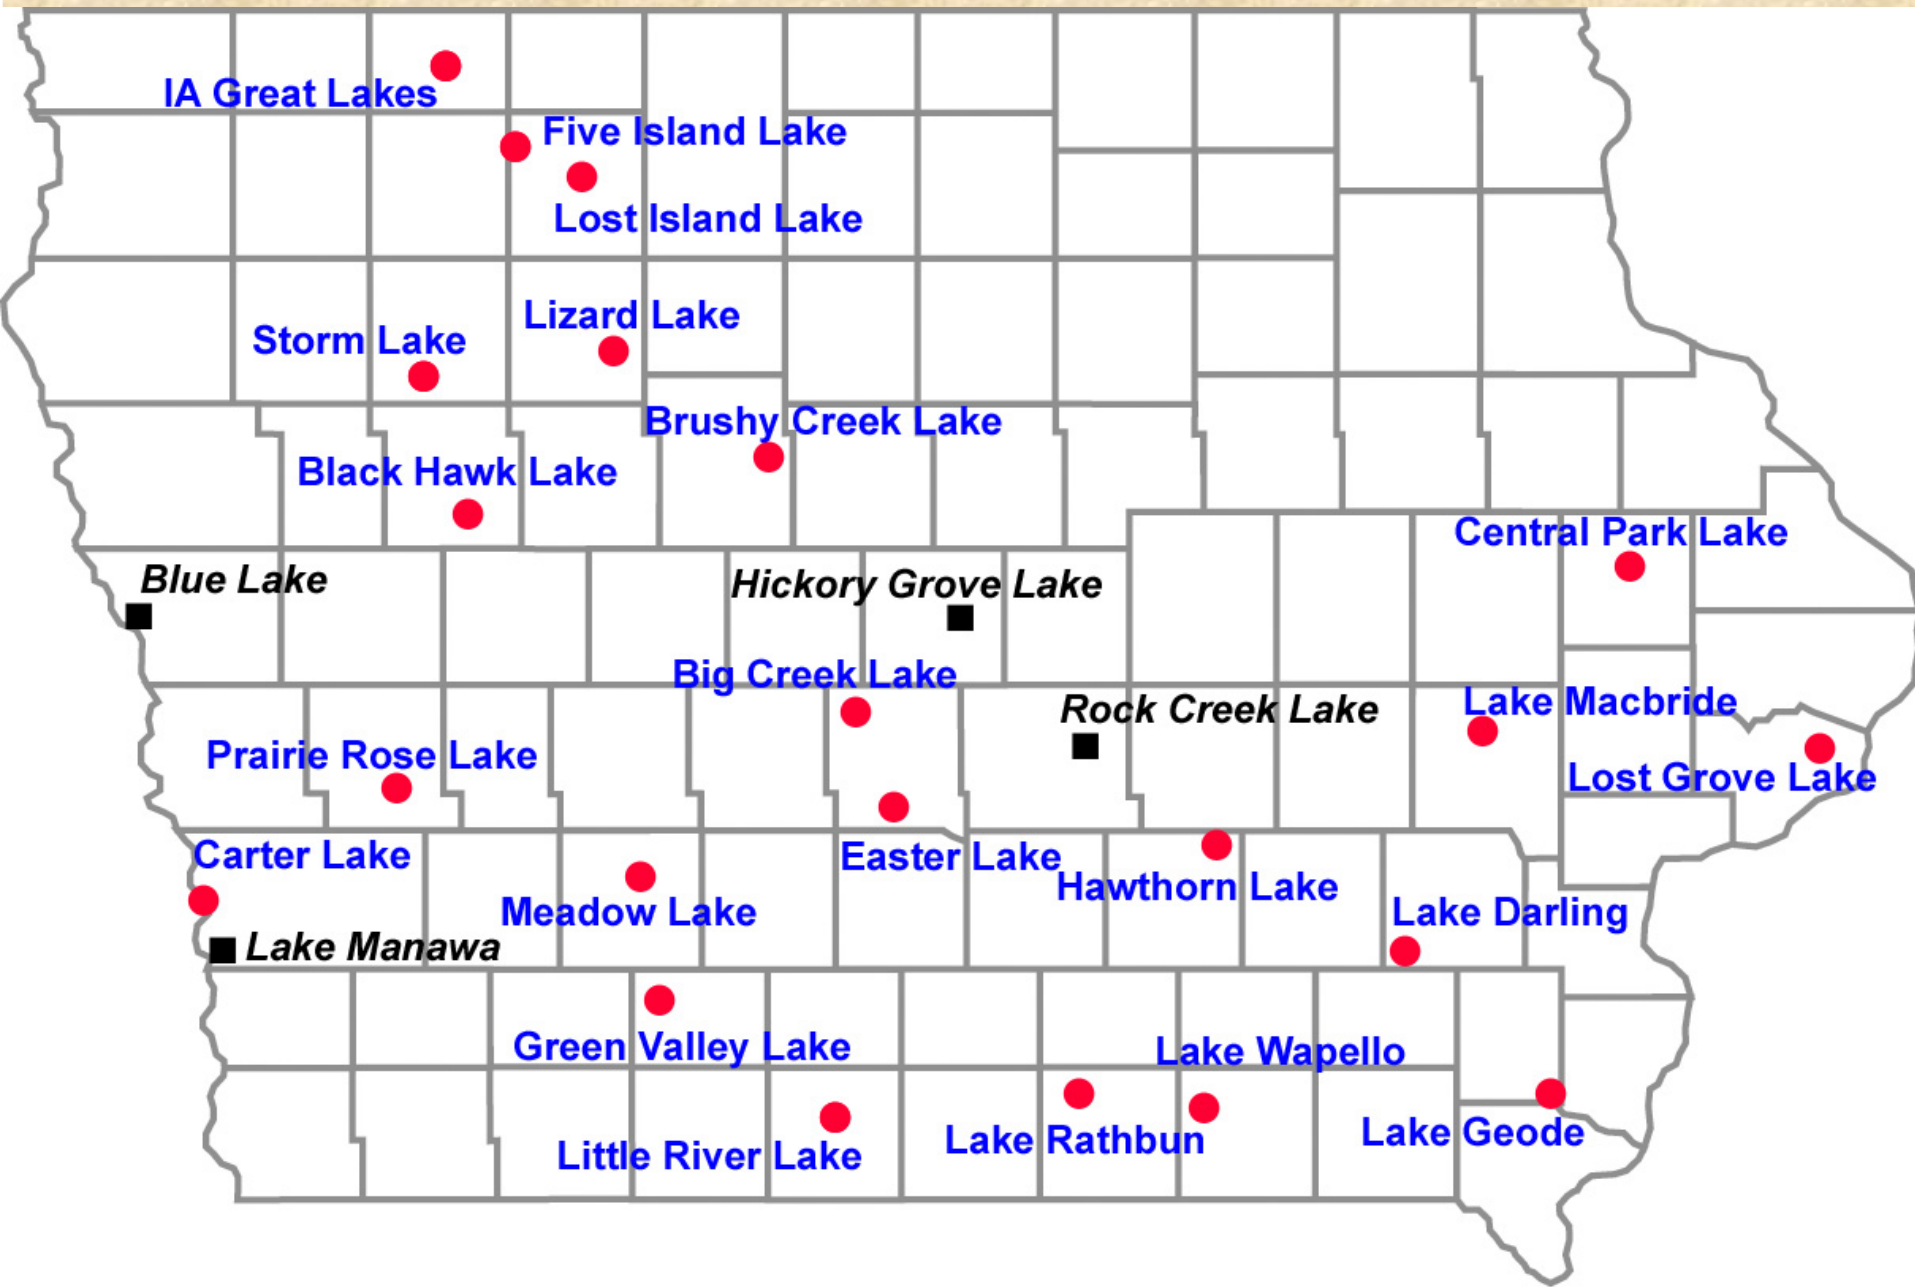 IA Great Lakes
Five Island Lake
Lost Island Lake
Lizard Lake
Storm Lake
Brushy Creek Lake
Black Hawk Lake
Central Park Lake
Blue Lake
Hickory Grove Lake
Big Creek Lake
Rock Creek Lake
Lake Macbride
Prairie Rose Lake
Lost Grove Lake
Carter Lake
Easter Lake
Hawthorn Lake
Meadow Lake
Lake Darling
Lake Manawa
Green Valley Lake
Lake Wapello
Lake Geode
Lake Rathbun
Little River Lake